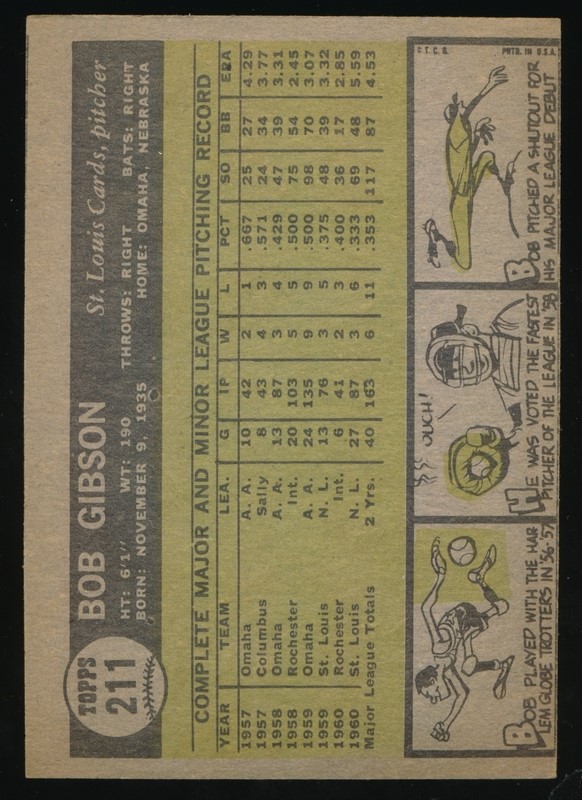 TOPPS
211
BOB GIBSON
St. Louis Cards, pitcher
HT: 6'1" WT: 190 THROWS: RIGHT BATS: RIGHT
BORN: NOVEMBER 9, 1935 HOME: OMAHA, NEBRASKA
COMPLETE MAJOR AND MINOR LEAGUE PITCHING RECORD
YEAR TEAM LEA. G IP W L PCT SO BB ERA
1957 Omaha A. A. 10 42 2 1 .667 25 27 4.29
1957 Columbus Sally 8 43 4 3 .571 24 34 3.77
1958 Omaha A. A. 13 87 3 4 .429 47 39 3.31
1958 Rochester Int. 20 103 5 5 .500 75 54 2.45
1959 Omaha A. A. 24 135 9 9 .500 98 70 3.07
1959 St. Louis N. L. 13 76 3 5 .375 48 39 3.32
1960 Rochester Int. 6 41 2 3 .400 36 17 2.85
1960 St. Louis N. L. 27 87 3 6 .333 69 48 5.59
Major League Totals 2 Yrs. 40 163 6 11 .353 117 87 4.53
BOB PLAYED WITH THE HAR-
LEM GLOBE TROTTERS IN '56-'57
OUCH!
HE WAS VOTED THE FASTEST
PITCHER OF THE LEAGUE IN '58
© T. C. G. PRTD. IN U.S.A.
BOB PITCHED A SHUTOUT FOR
HIS MAJOR LEAGUE DEBUT